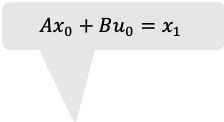 Ax₀ + Bu₀ = x₁